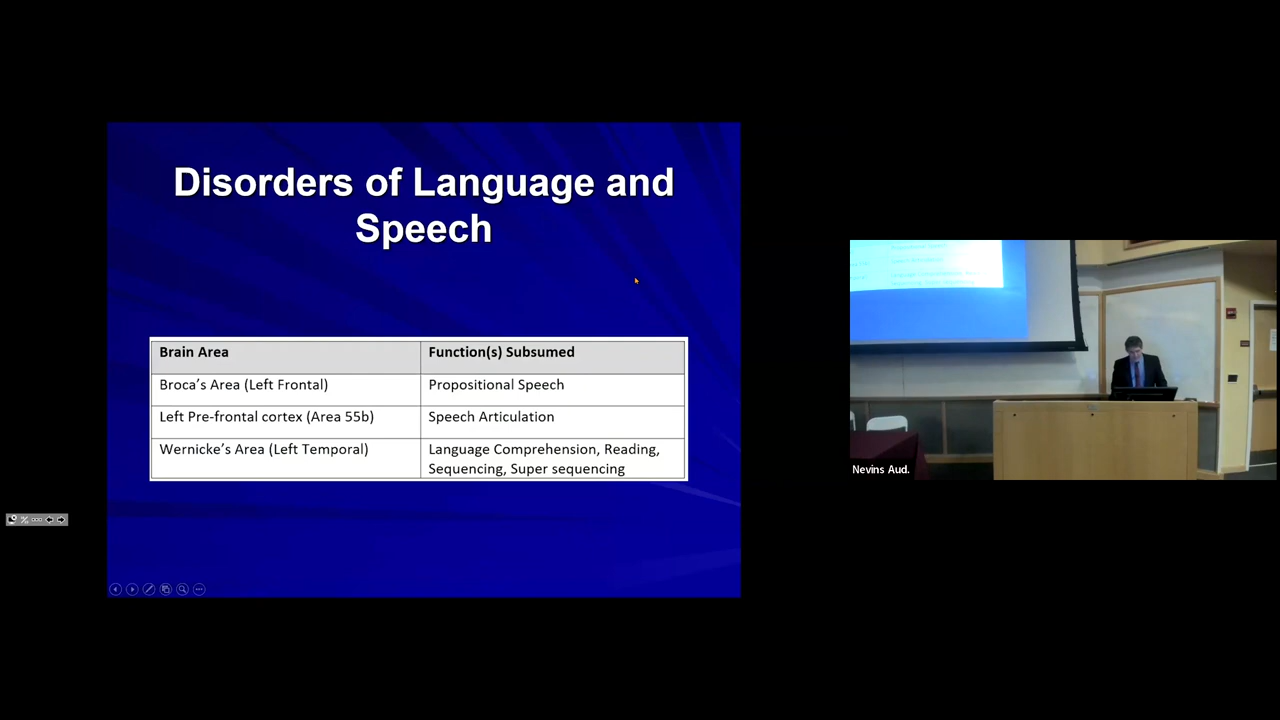 Disorders of Language and
Speech
Brain Area
Function(s) Subsumed
Broca's Area (Left Frontal)
Propositional Speech
Left Pre-frontal cortex (Area 55b)
Speech Articulation
Wernicke's Area (Left Temporal)
Language Comprehension, Reading,
Sequencing, Super sequencing
Nevins Aud.